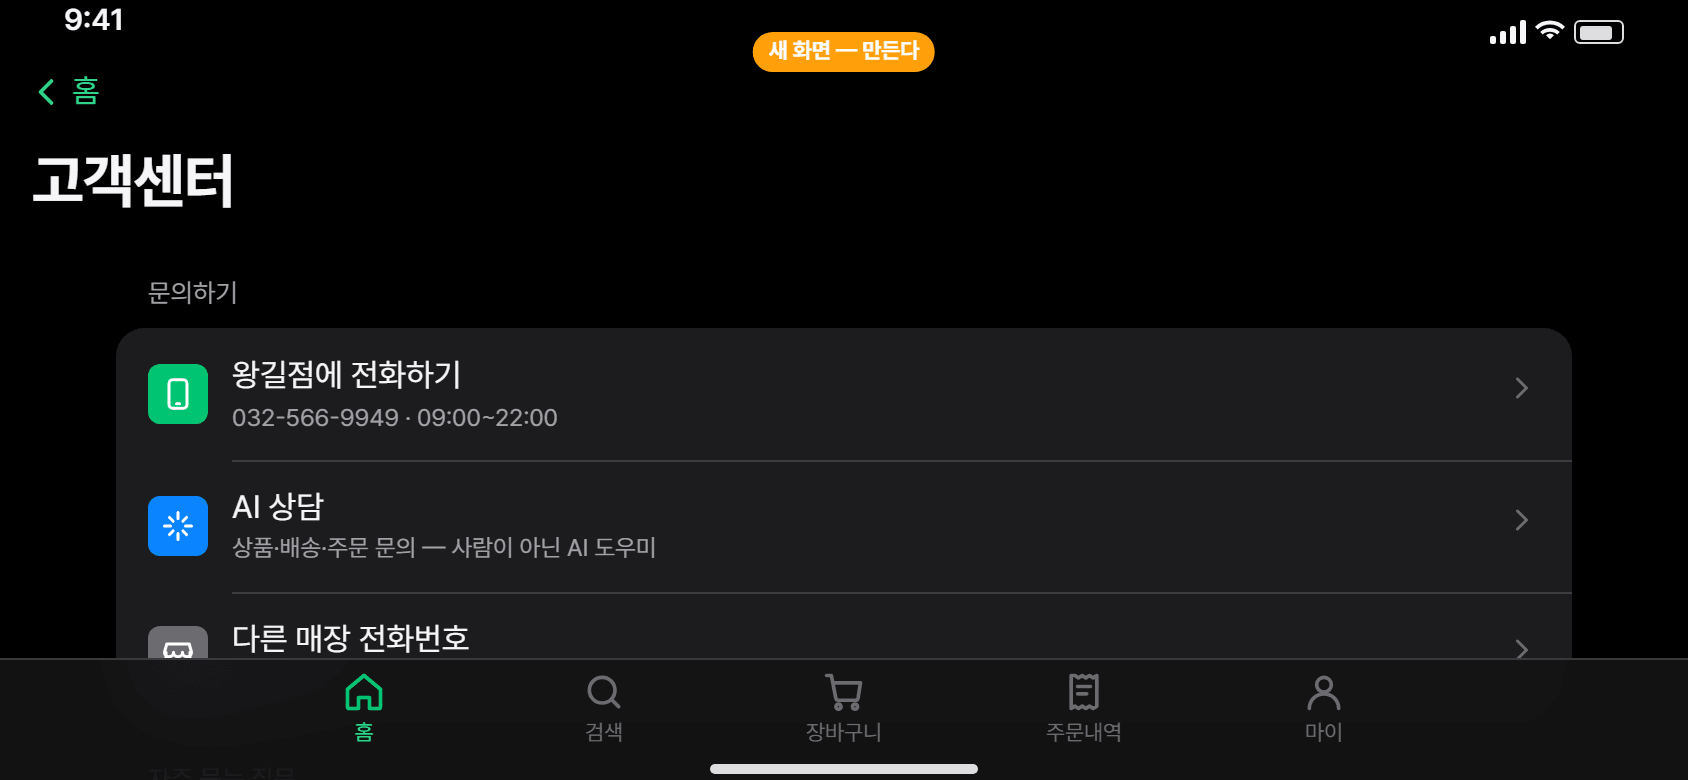 9:41
새 화면 — 만든다
홈
고객센터
문의하기
왕길점에 전화하기
032-566-9949 · 09:00~22:00
AI 상담
상품·배송·주문 문의 — 사람이 아닌 AI 도우미
다른 매장 전화번호
홈
검색
장바구니
주문내역
마이